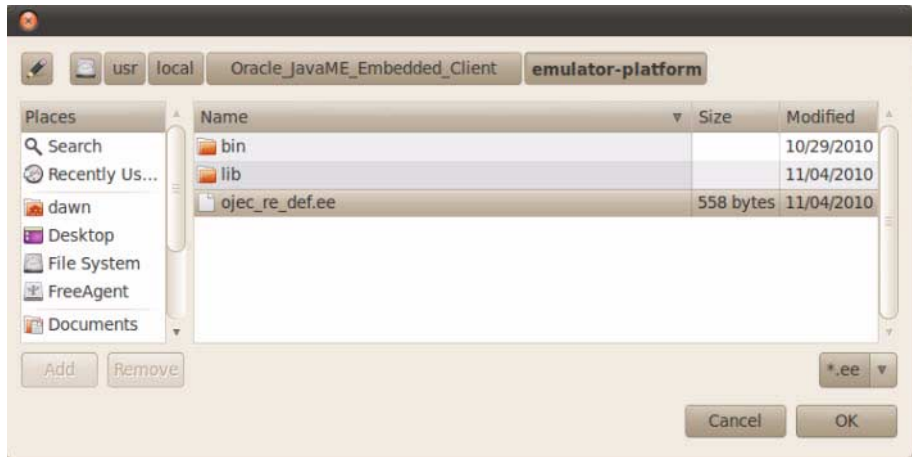 usr local Oracle_JavaME_Embedded_Client emulator-platform
Places Name Size Modified
Search bin 10/29/2010
Recently Us... lib 11/04/2010
dawn ojec_re_def.ee 558 bytes 11/04/2010
Desktop
File System
FreeAgent
Documents
Add Remove *.ee
Cancel OK